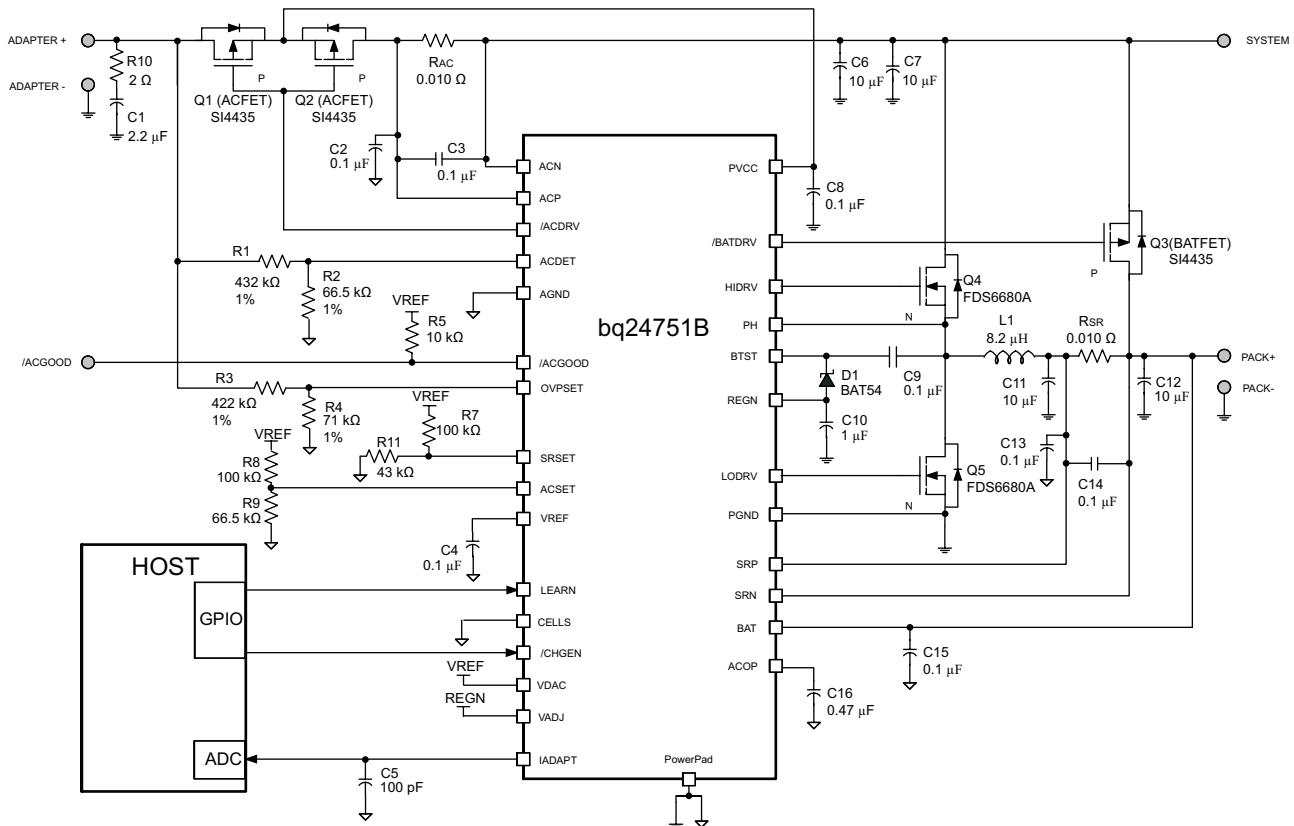 ADAPTER +
ADAPTER -
R10
2 Ω
C1
2.2 µF
P
Q1 (ACFET)
SI4435
P
Q2 (ACFET)
SI4435
RAC
0.010 Ω
C6
10 µF
C7
10 µF
SYSTEM
C2
0.1 µF
C3
0.1 µF
ACN
ACP
/ACDRV
ACDET
AGND
/ACGOOD
OVPSET
SRSET
ACSET
VREF
LEARN
CELLS
/CHGEN
VDAC
VADJ
IADAPT
bq24751B
PowerPad
PVCC
/BATDRV
HIDRV
PH
BTST
REGN
LODRV
PGND
SRP
SRN
BAT
ACOP
R1
432 kΩ
1%
R2
66.5 kΩ
1%
VREF
R5
10 kΩ
/ACGOOD
R3
422 kΩ
1%
R4
71 kΩ
1%
VREF
R7
100 kΩ
R11
43 kΩ
VREF
R8
100 kΩ
R9
66.5 kΩ
C4
0.1 µF
HOST
GPIO
ADC
VREF
REGN
C5
100 pF
C8
0.1 µF
Q3(BATFET)
SI4435
P
Q4
FDS6680A
N
D1
BAT54
C9
0.1 µF
C10
1 µF
L1
8.2 µH
RSR
0.010 Ω
C11
10 µF
C12
10 µF
PACK+
PACK-
C13
0.1 µF
C14
0.1 µF
Q5
FDS6680A
N
C15
0.1 µF
C16
0.47 µF